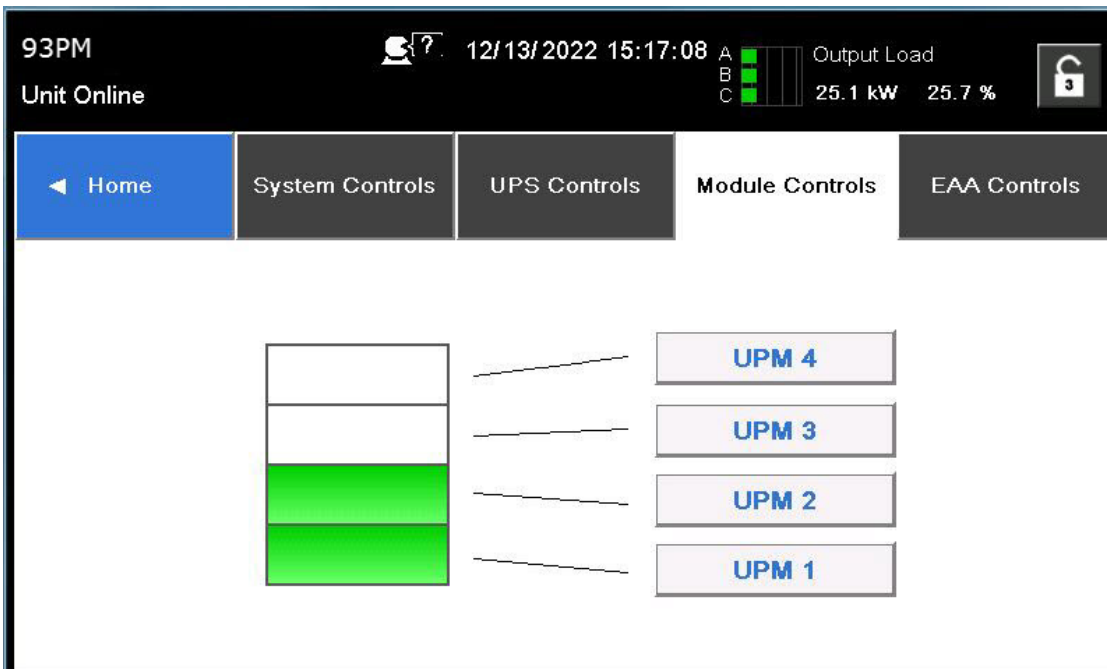 93PM
? 12/13/2022 15:17:08
Unit Online
A
B
C
Output Load
25.1 kW 25.7 %
3
◄ Home
System Controls
UPS Controls
Module Controls
EAA Controls
UPM 4
UPM 3
UPM 2
UPM 1